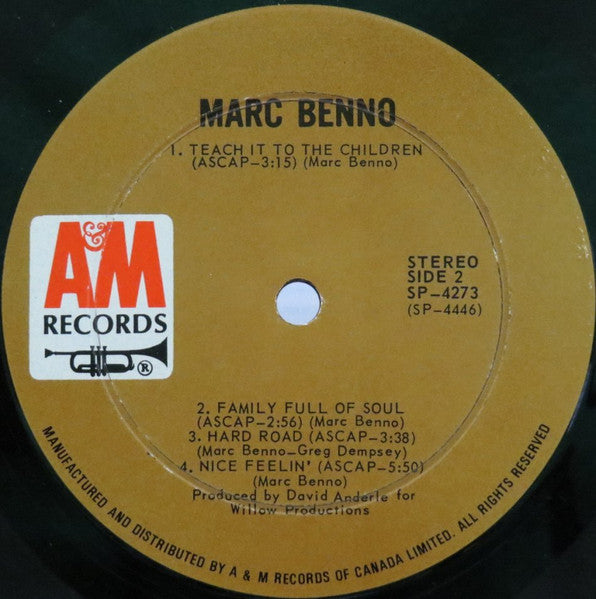 MARC BENNO
1. TEACH IT TO THE CHILDREN
(ASCAP–3:15) (Marc Benno)
A&M
RECORDS
®
STEREO
SIDE 2
SP–4273
(SP–4446)
2. FAMILY FULL OF SOUL
(ASCAP–2:56) (Marc Benno)
3. HARD ROAD (ASCAP–3:38)
(Marc Benno–Greg Dempsey)
4. NICE FEELIN' (ASCAP–5:50)
(Marc Benno)
Produced by David Anderle for
Willow Productions
MANUFACTURED AND DISTRIBUTED BY A & M RECORDS OF CANADA LIMITED. ALL RIGHTS RESERVED